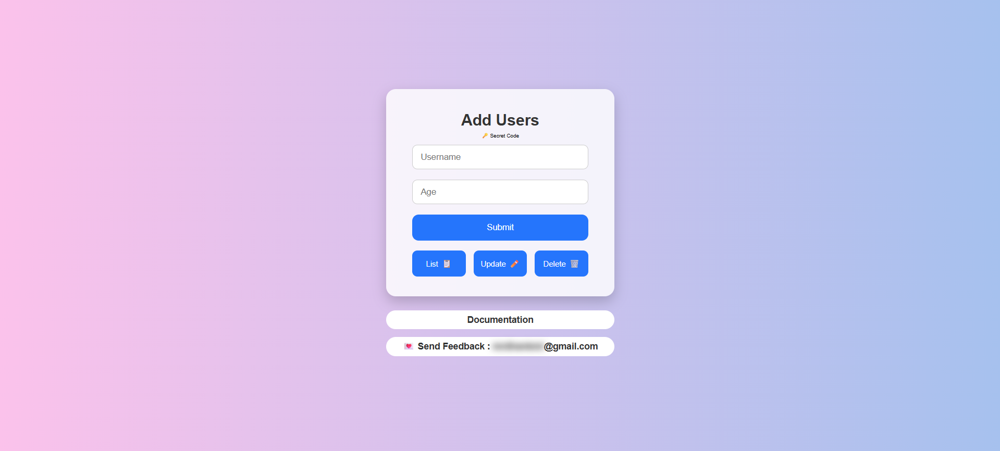 Add Users
🔑 Secret Code
Username
Age
Submit
List 📋
Update ✏️
Delete 🗑️
Documentation
💌 Send Feedback : @gmail.com